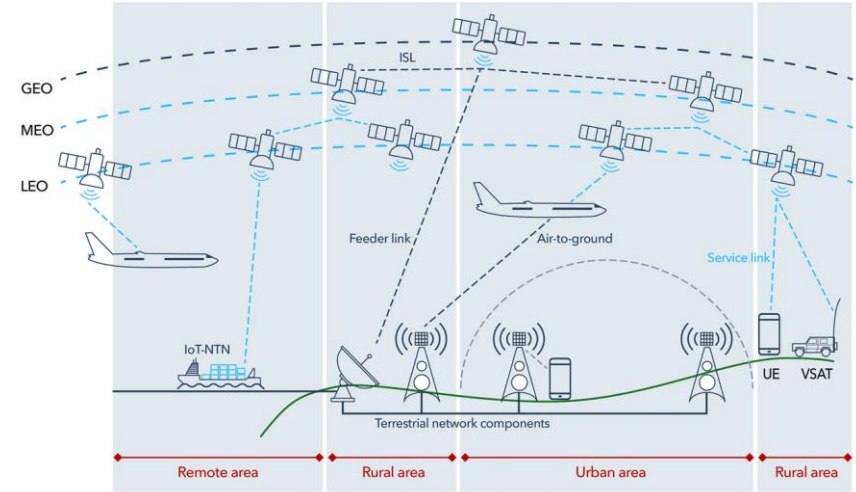 ISL
GEO
MEO
LEO
Feeder link
Air-to-ground
Service link
IoT-NTN
UE
VSAT
Terrestrial network components
Remote area
Rural area
Urban area
Rural area